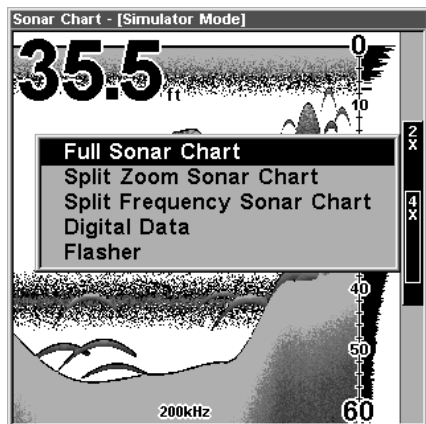 Sonar Chart - [Simulator Mode]
35.5 ft
0
10
2X
Full Sonar Chart
Split Zoom Sonar Chart
Split Frequency Sonar Chart
Digital Data
Flasher
4X
40
50
200kHz
60